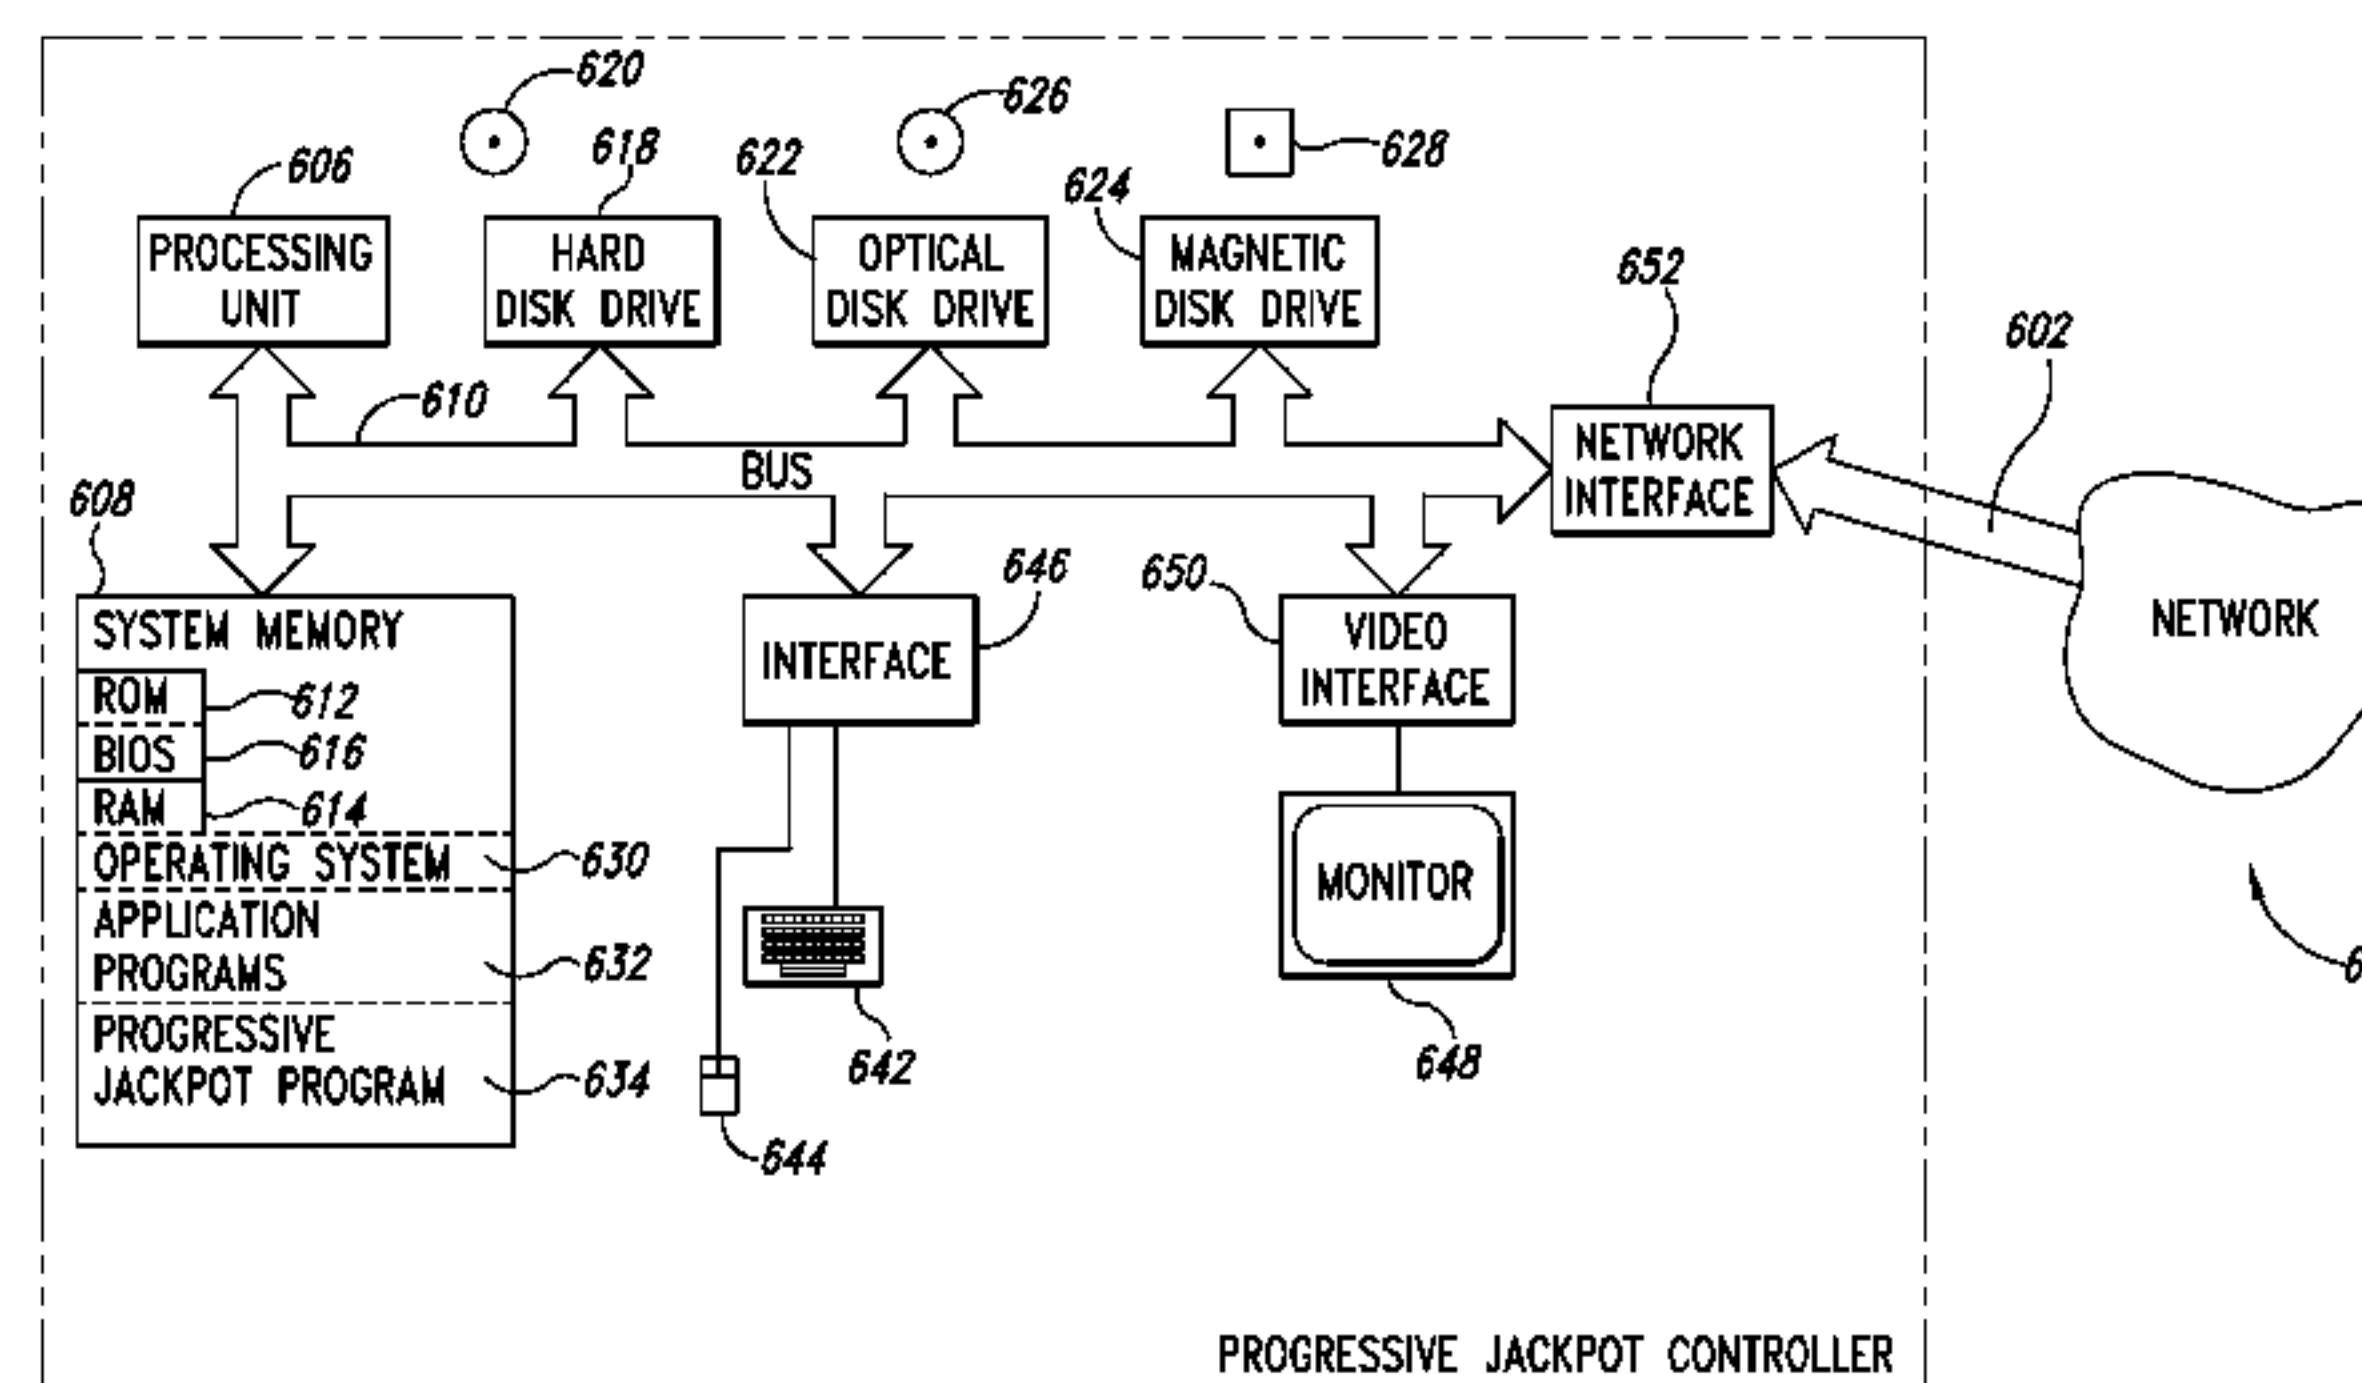 620
626
618
628
622
606
624
PROCESSING
UNIT
HARD
DISK DRIVE
OPTICAL
DISK DRIVE
MAGNETIC
DISK DRIVE
652
602
610
NETWORK
INTERFACE
BUS
608
646
650
SYSTEM MEMORY
INTERFACE
VIDEO
INTERFACE
NETWORK
ROM
612
BIOS
616
RAM
614
OPERATING SYSTEM
630
MONITOR
APPLICATION
PROGRAMS
632
PROGRESSIVE
JACKPOT PROGRAM
634
642
648
644
PROGRESSIVE JACKPOT CONTROLLER